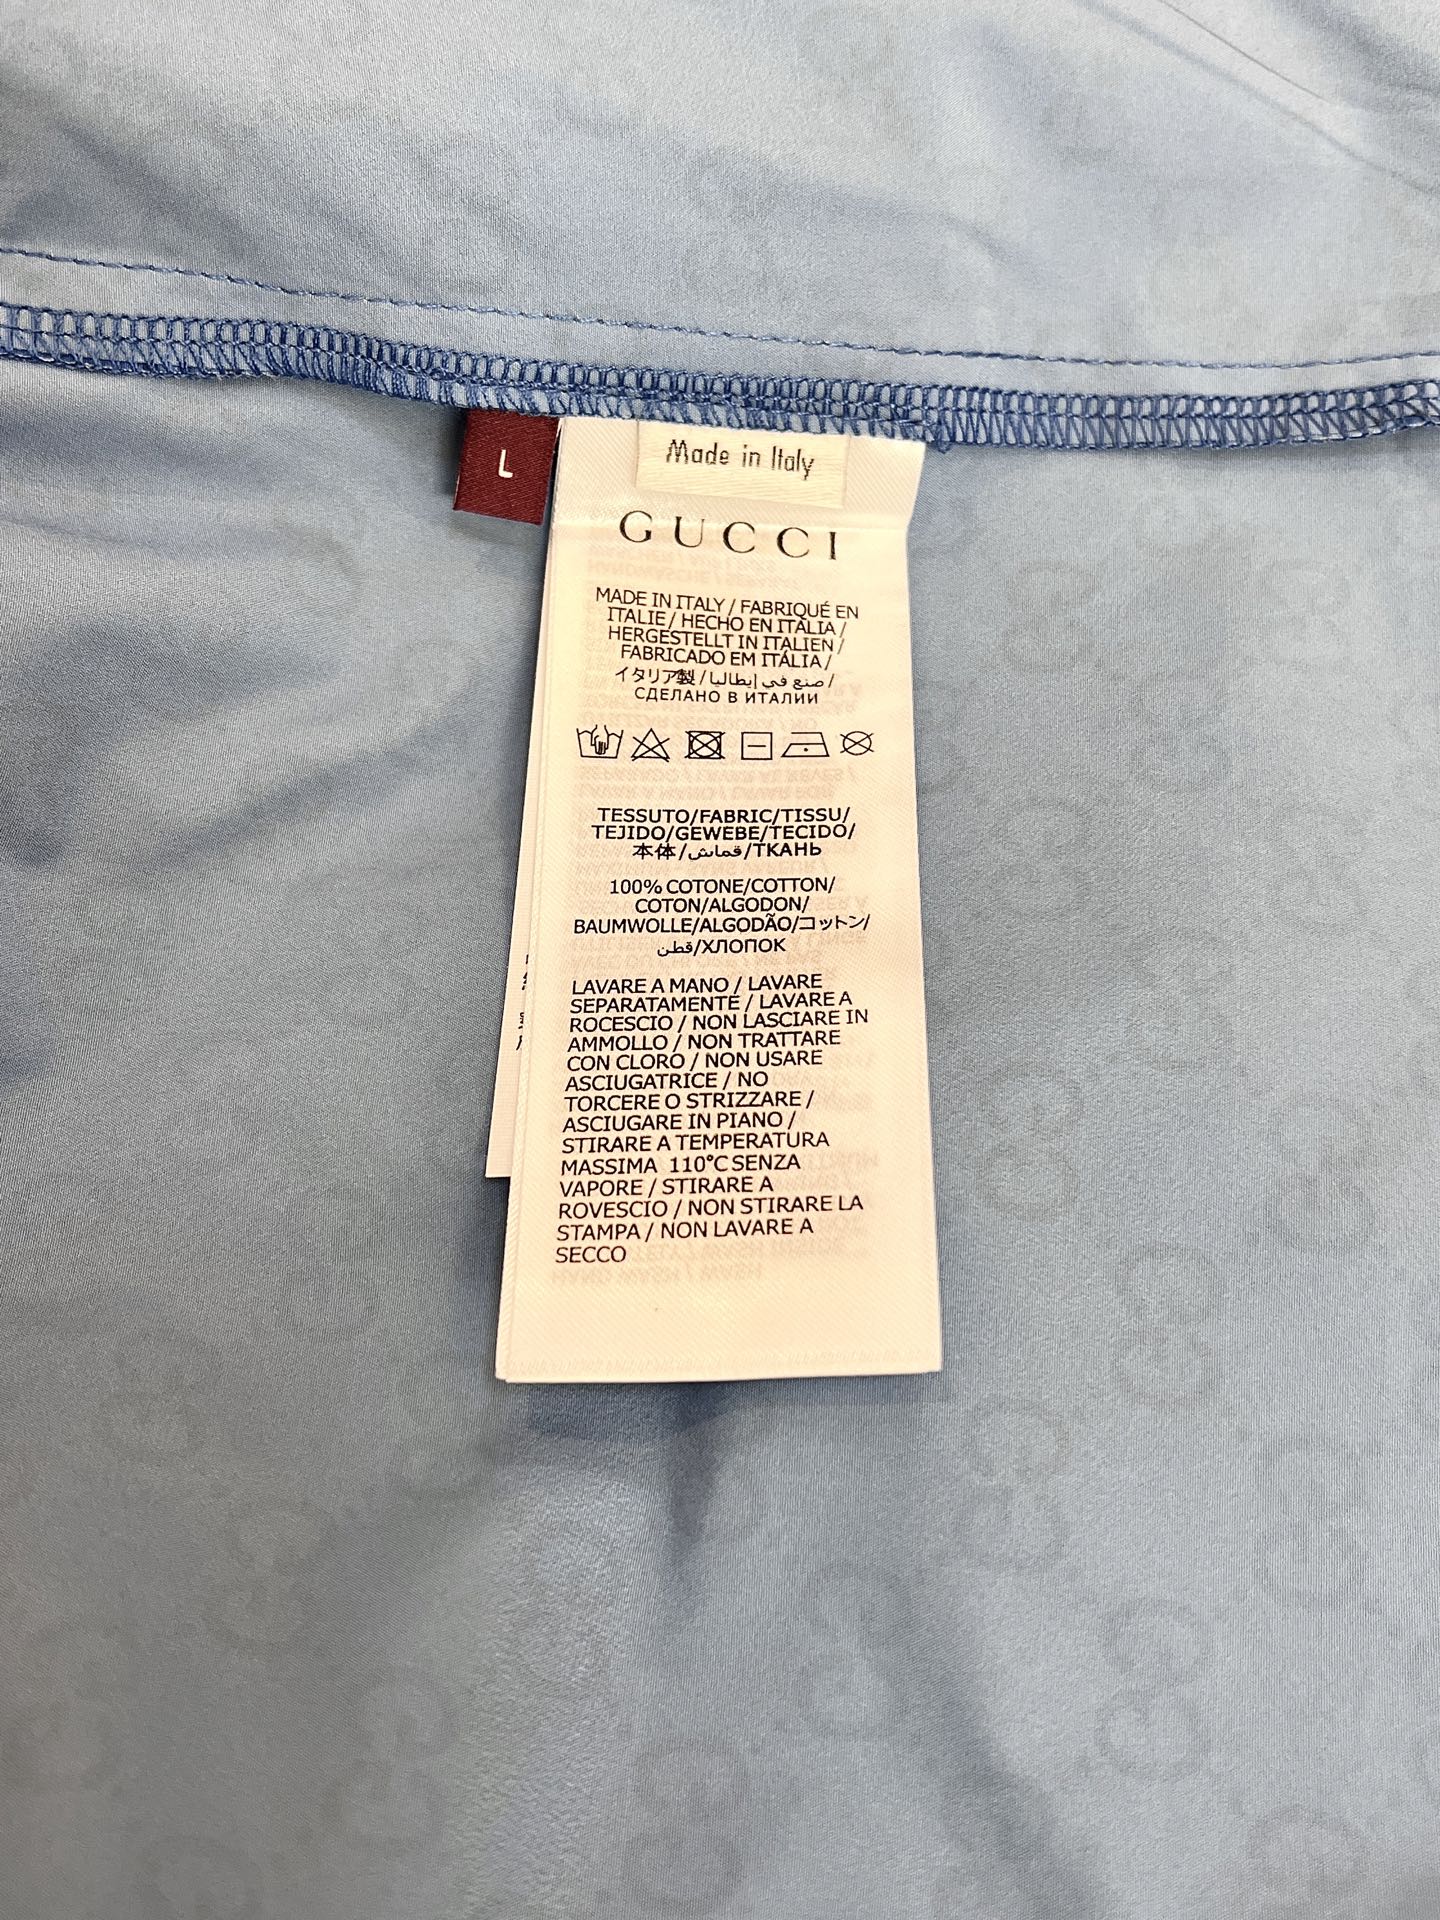 L
Made in Italy
GUCCI
MADE IN ITALY / FABRIQUÉ EN
ITALIE / HECHO EN ITALIA /
HERGESTELLT IN ITALIEN /
FABRICADO EM ITÁLIA /
イタリア製 / صنع في إيطاليا /
СДЕЛАНО В ИТАЛИИ
TESSUTO/FABRIC/TISSU/
TEJIDO/GEWEBE/TECIDO/
本体/قماش/ТКАНЬ
100% COTONE/COTTON/
COTON/ALGODON/
BAUMWOLLE/ALGODÃO/コットン/
قطن/ХЛОПОК
LAVARE A MANO / LAVARE
SEPARATAMENTE / LAVARE A
ROCESCIO / NON LASCIARE IN
AMMOLLO / NON TRATTARE
CON CLORO / NON USARE
ASCIUGATRICE / NO
TORCERE O STRIZZARE /
ASCIUGARE IN PIANO /
STIRARE A TEMPERATURA
MASSIMA 110°C SENZA
VAPORE / STIRARE A
ROVESCIO / NON STIRARE LA
STAMPA / NON LAVARE A
SECCO